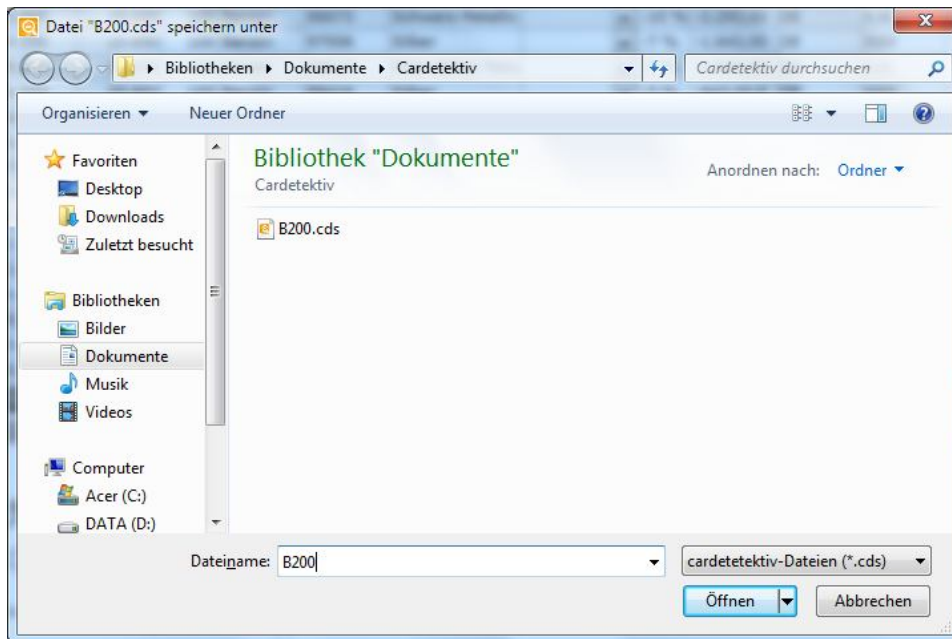 Datei "B200.cds" speichern unter
Bibliotheken Dokumente Cardetektiv
Cardetektiv durchsuchen
Organisieren Neuer Ordner
Favoriten
Desktop
Downloads
Zuletzt besucht
Bibliotheken
Bilder
Dokumente
Musik
Videos
Computer
Acer (C:)
DATA (D:)
Bibliothek "Dokumente"
Cardetektiv
Anordnen nach: Ordner
B200.cds
Dateiname: B200
cardetetektiv-Dateien (*.cds)
Öffnen Abbrechen